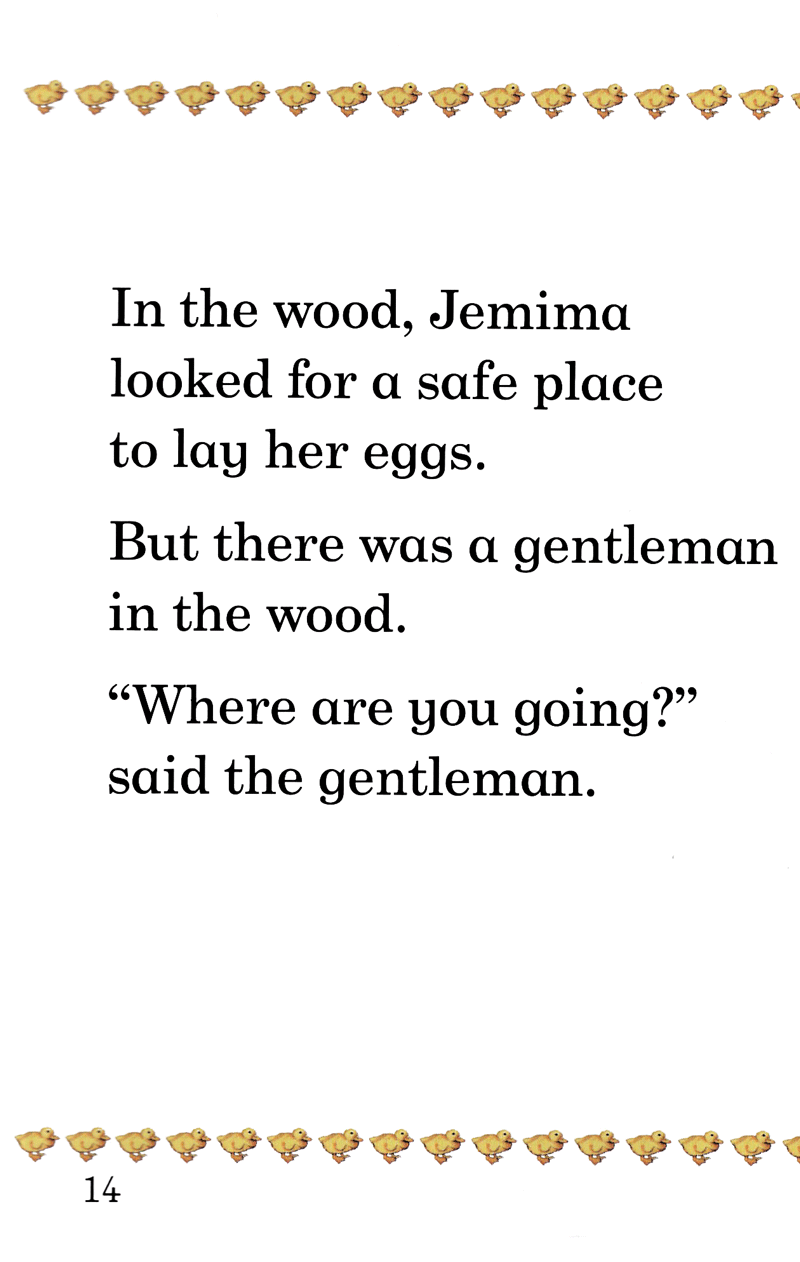 In the wood, Jemima
looked for a safe place
to lay her eggs.
But there was a gentleman
in the wood.
“Where are you going?”
said the gentleman.
14